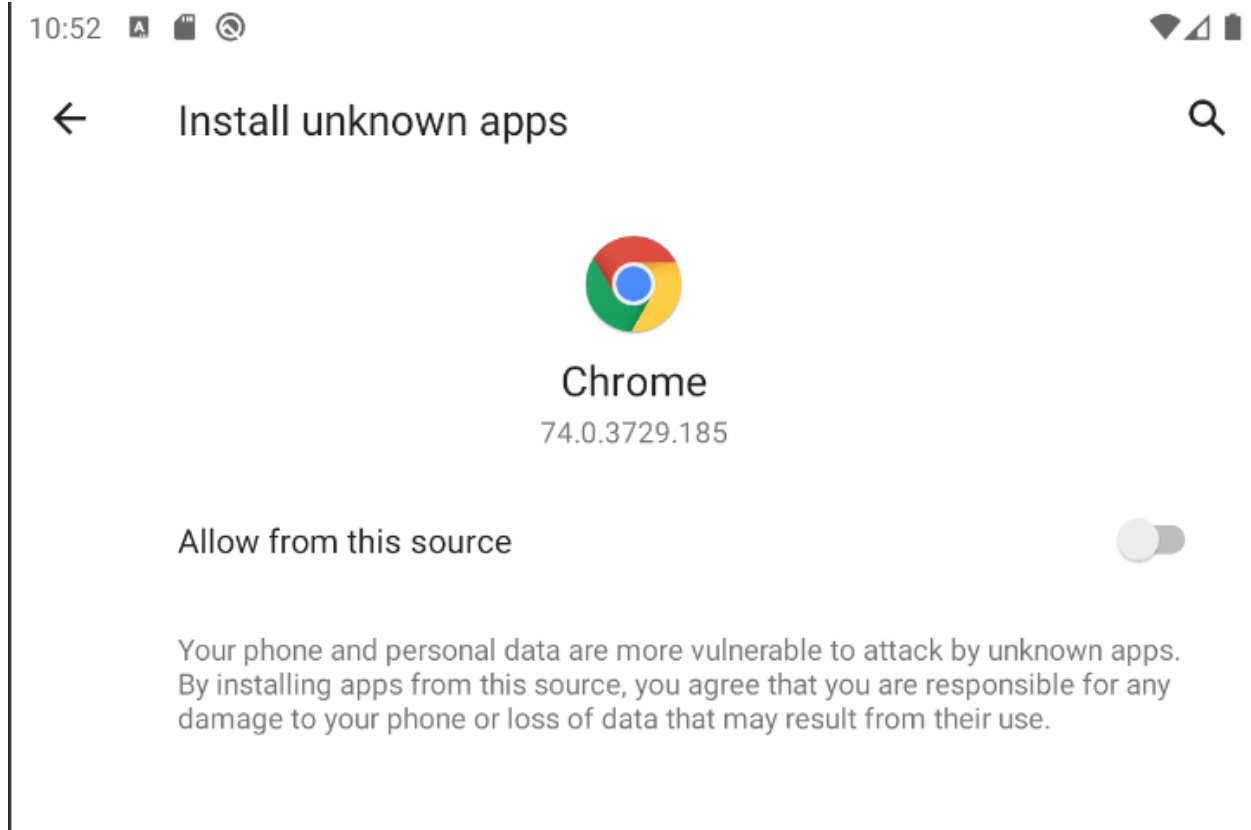 10:52
Install unknown apps
Chrome
74.0.3729.185
Allow from this source
Your phone and personal data are more vulnerable to attack by unknown apps.
By installing apps from this source, you agree that you are responsible for any
damage to your phone or loss of data that may result from their use.